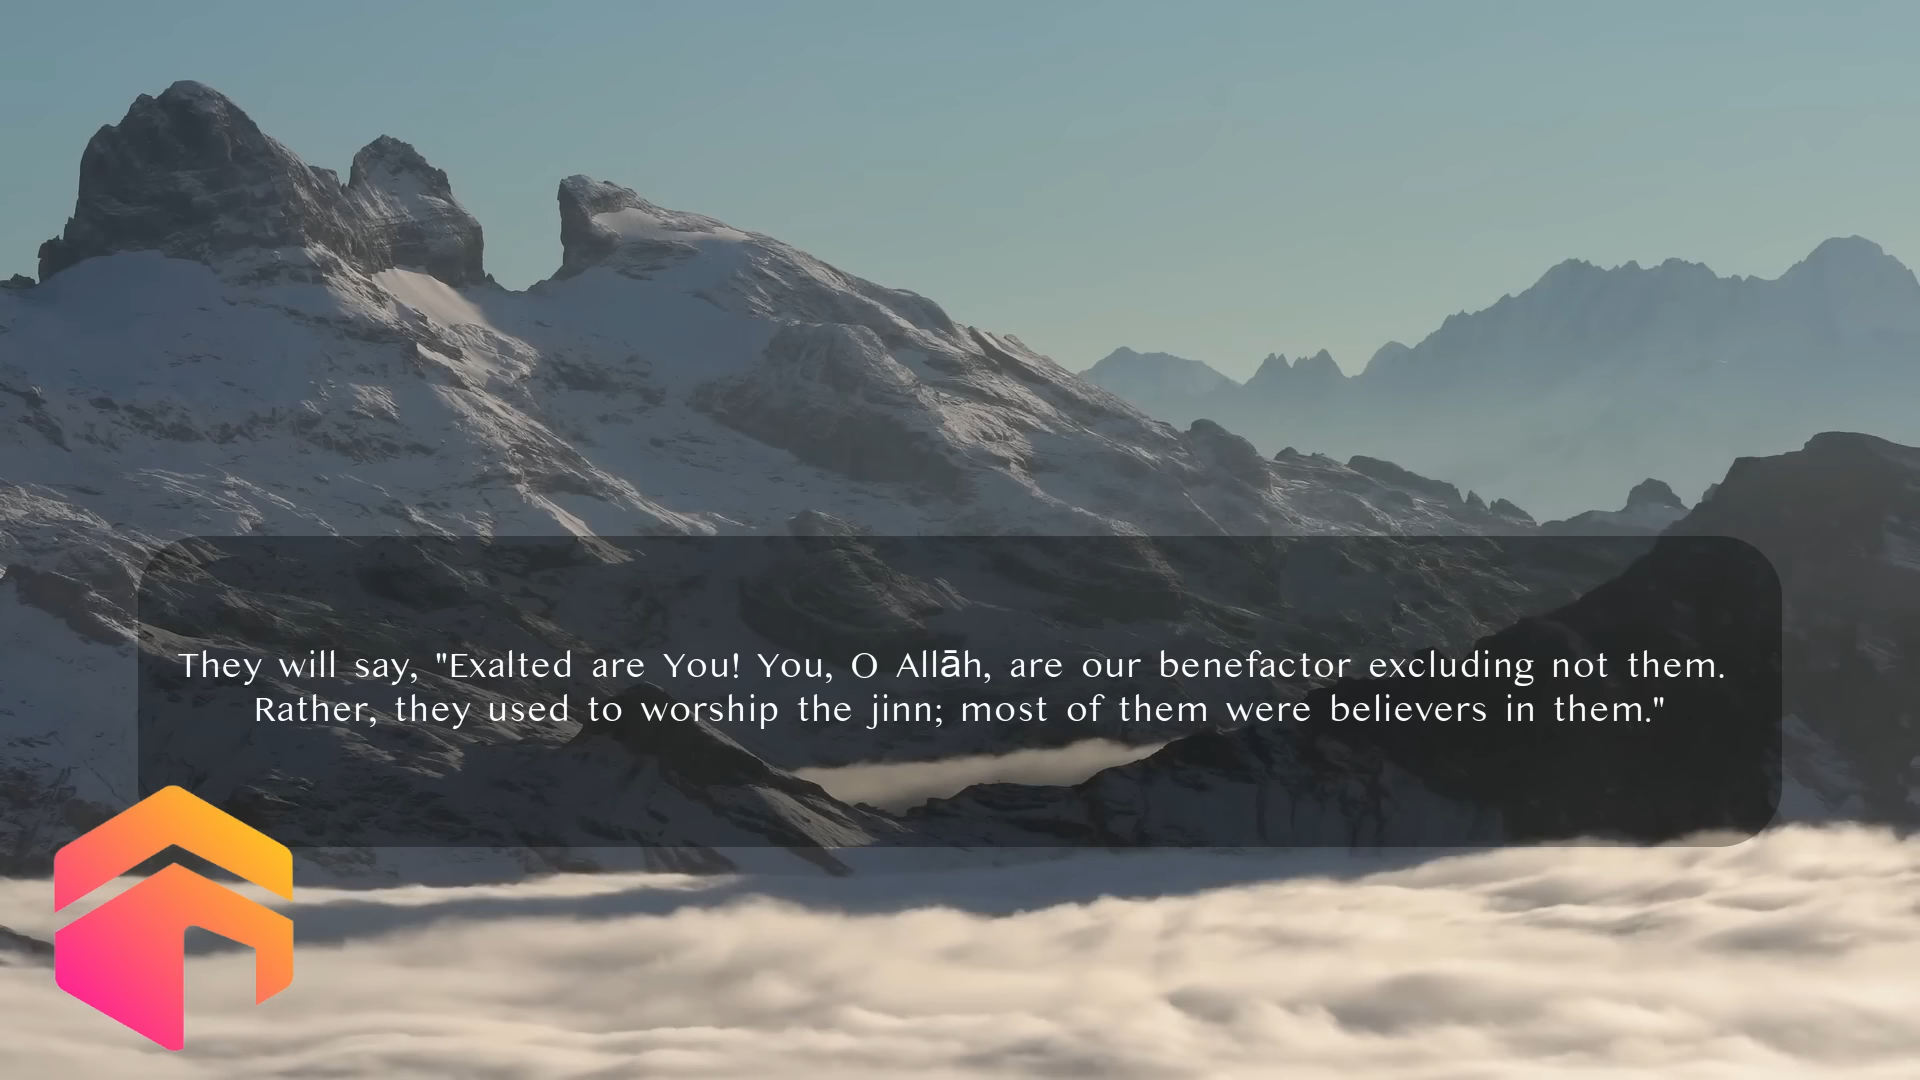 They will say, "Exalted are You! You, O Allāh, are our benefactor excluding not them.
Rather, they used to worship the jinn; most of them were believers in them."